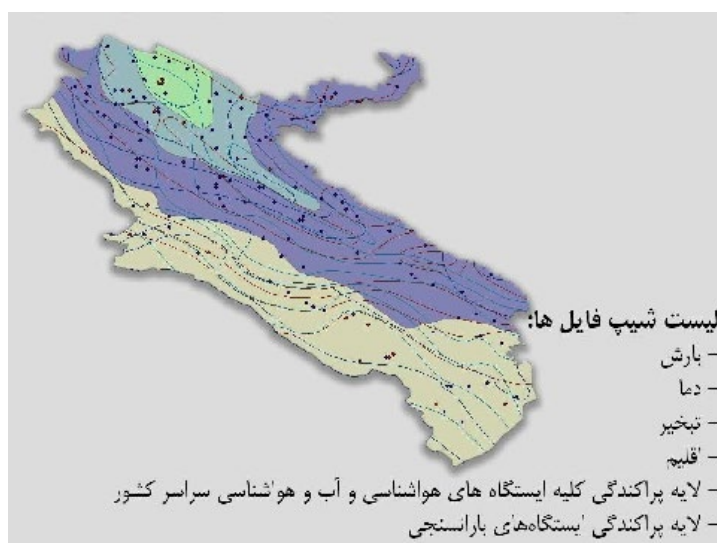 لیست شیپ فایل ها:
- بارش
- دما
- تبخیر
- اقلیم
- لایه پراکندگی کلیه ایستگاه های هواشناسی و آب و هواشناسی سراسر کشور
- لایه پراکندگی ایستگاه‌های بارانسنجی